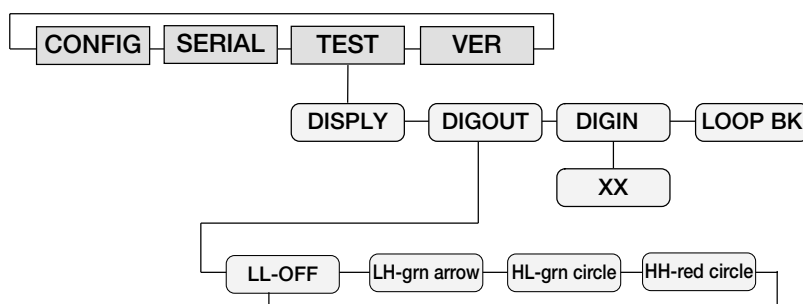 CONFIG SERIAL TEST VER
DISPLY DIGOUT DIGIN LOOP BK
XX
LL-OFF LH-grn arrow HL-grn circle HH-red circle